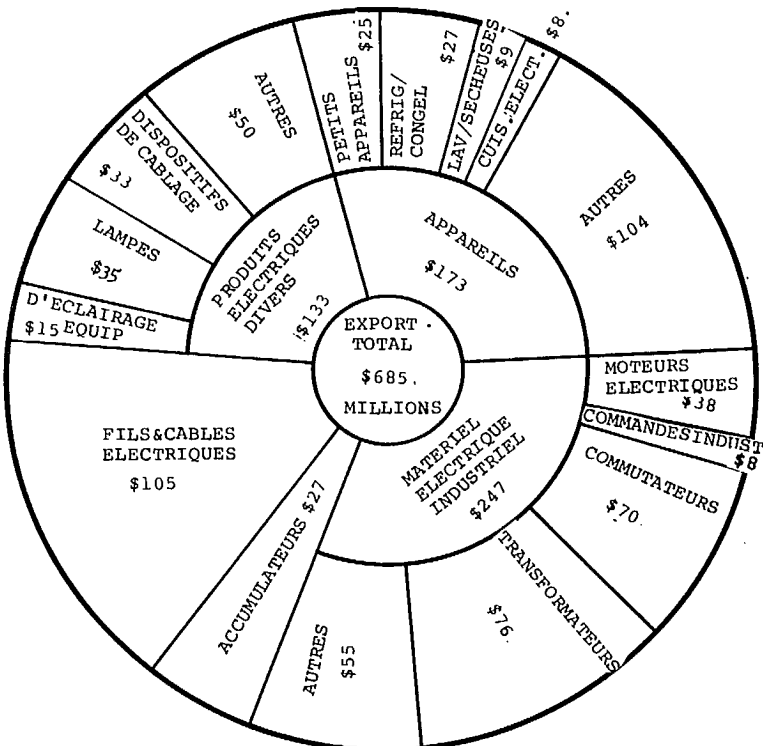 EXPORT.
TOTAL
$685.
MILLIONS
APPAREILS
$173
PETITS
APPAREILS
$25
REFRIG/
CONGEL
$27
LAV/SECHEUSES
$9
CUIS.ELECT.
$8.
AUTRES
$104
MATERIEL
ELECTRIQUE
INDUSTRIEL
$247
MOTEURS
ELECTRIQUES
$38
COMMANDES INDUST
$8
COMMUTATEURS
$70.
TRANSFORMATEURS
$76.
AUTRES
$55
ACCUMULATEURS $27
FILS&CABLES
ELECTRIQUES
$105
PRODUITS
ELECTRIQUES
DIVERS
$133
D'ECLAIRAGE
$15 EQUIP
LAMPES
$35
DISPOSITIFS
DE CABLAGE
$33
AUTRES
$50